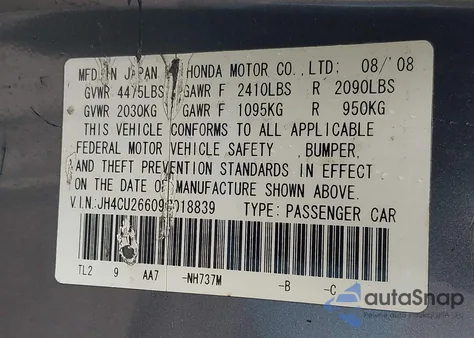 MFD. IN JAPAN HONDA MOTOR CO., LTD: 08/'08
GVWR 4475LBS GAWR F 2410LBS R 2090LBS
GVWR 2030KG GAWR F 1095KG R 950KG
THIS VEHICLE CONFORMS TO ALL APPLICABLE
FEDERAL MOTOR VEHICLE SAFETY , BUMPER,
AND THEFT PREVENTION STANDARDS IN EFFECT
ON THE DATE OF MANUFACTURE SHOWN ABOVE.
V.I.N: TYPE: PASSENGER CAR
TL2 9 AA7 -NH737M -B -C
autoSnap